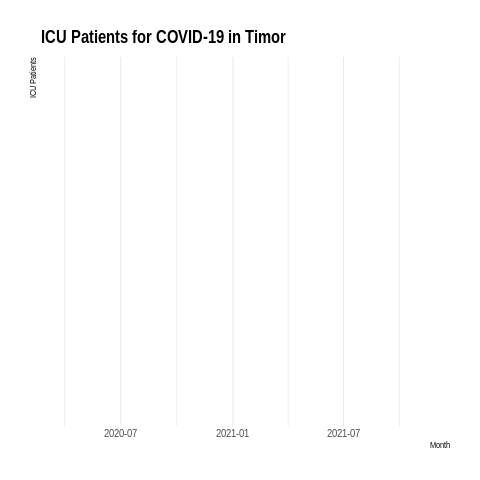 ICU Patients for COVID-19 in Timor
ICU Patients
2020-07
2021-01
2021-07
Month